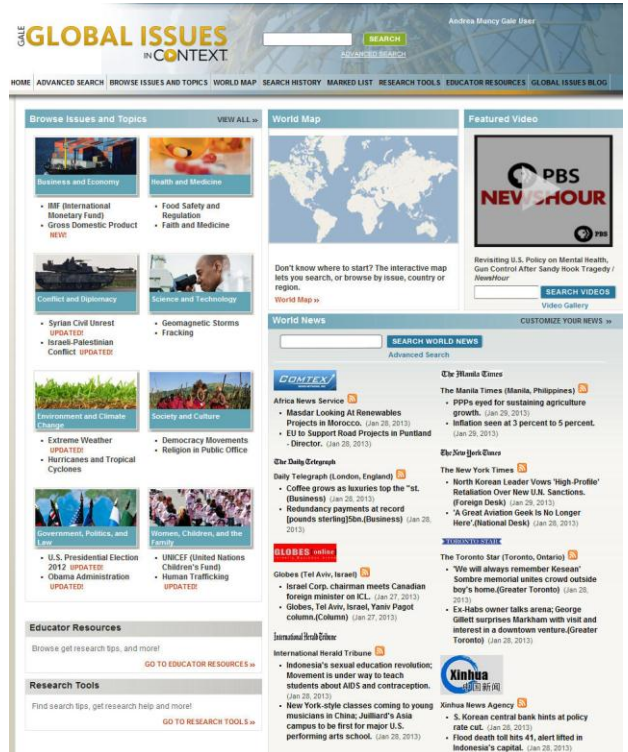 GALE
GLOBAL ISSUES
IN CONTEXT
Andrea Muncy Gale User
SEARCH
ADVANCED SEARCH
HOME ADVANCED SEARCH BROWSE ISSUES AND TOPICS WORLD MAP SEARCH HISTORY MARKED LIST RESEARCH TOOLS EDUCATOR RESOURCES GLOBAL ISSUES BLOG
Browse Issues and Topics VIEW ALL »
Business and Economy
• IMF (International
Monetary Fund)
• Gross Domestic Product
NEW!
Health and Medicine
• Food Safety and
Regulation
• Faith and Medicine
Conflict and Diplomacy
• Syrian Civil Unrest
UPDATED!
• Israeli-Palestinian
Conflict UPDATED!
Science and Technology
• Geomagnetic Storms
• Fracking
Environment and Climate
Change
• Extreme Weather
UPDATED!
• Hurricanes and Tropical
Cyclones
Society and Culture
• Democracy Movements
• Religion in Public Office
Government, Politics, and
Law
• U.S. Presidential Election
2012 UPDATED!
• Obama Administration
UPDATED!
Women, Children, and the
Family
• UNICEF (United Nations
Children's Fund)
• Human Trafficking
UPDATED!
Educator Resources
Browse get research tips, and more!
GO TO EDUCATOR RESOURCES »
Research Tools
Find search tips, get research help and more!
GO TO RESEARCH TOOLS »
World Map
Don't know where to start? The interactive map
lets you search, or browse by issue, country or
region.
World Map »
Featured Video
PBS
NEWSHOUR
PBS
Revisiting U.S. Policy on Mental Health,
Gun Control After Sandy Hook Tragedy /
NewsHour
SEARCH VIDEOS
Video Gallery
World News CUSTOMIZE YOUR NEWS »
SEARCH WORLD NEWS
Advanced Search
COMTEX
Africa News Service
• Masdar Looking At Renewables
Projects in Morocco. (Jan 28, 2013)
• EU to Support Road Projects in Puntland
- Director. (Jan 28, 2013)
The Daily Telegraph
Daily Telegraph (London, England)
• Coffee grows as luxuries top the "st.
(Business) (Jan 28, 2013)
• Redundancy payments at record
[pounds sterling]5bn.(Business) (Jan 28,
2013)
GLOBES online
Globes (Tel Aviv, Israel)
• Israel Corp. chairman meets Canadian
foreign minister on ICL. (Jan 27, 2013)
• Globes, Tel Aviv, Israel, Yaniv Pagot
column.(Column) (Jan 27, 2013)
International Herald Tribune
International Herald Tribune
• Indonesia's sexual education revolution;
Movement is under way to teach
students about AIDS and contraception.
(Jan 28, 2013)
• New York-style classes coming to young
musicians in China; Juilliard's Asia
campus to be first for major U.S.
performing arts school. (Jan 28, 2013)
The Manila Times
The Manila Times (Manila, Philippines)
• PPPs eyed for sustaining agriculture
growth. (Jan 29, 2013)
• Inflation seen at 3 percent to 5 percent.
(Jan 29, 2013)
The New York Times
The New York Times
• North Korean Leader Vows 'High-Profile'
Retaliation Over New U.N. Sanctions.
(Foreign Desk) (Jan 28, 2013)
• 'A Great Aviation Geek Is No Longer
Here'.(National Desk) (Jan 28, 2013)
TORONTO STAR
The Toronto Star (Toronto, Ontario)
• 'We will always remember Kesean'
Sombre memorial unites crowd outside
boy's home.(Greater Toronto) (Jan 28,
2013)
• Ex-Habs owner talks arena; George
Gillett surprises Markham with visit and
interest in a downtown venture.(Greater
Toronto) (Jan 28, 2013)
Xinhua
中国新闻
Xinhua News Agency
• S. Korean central bank hints at policy
rate cut. (Jan 28, 2013)
• Flood death toll hits 41, alert lifted in
Indonesia's capital. (Jan 28, 2013)